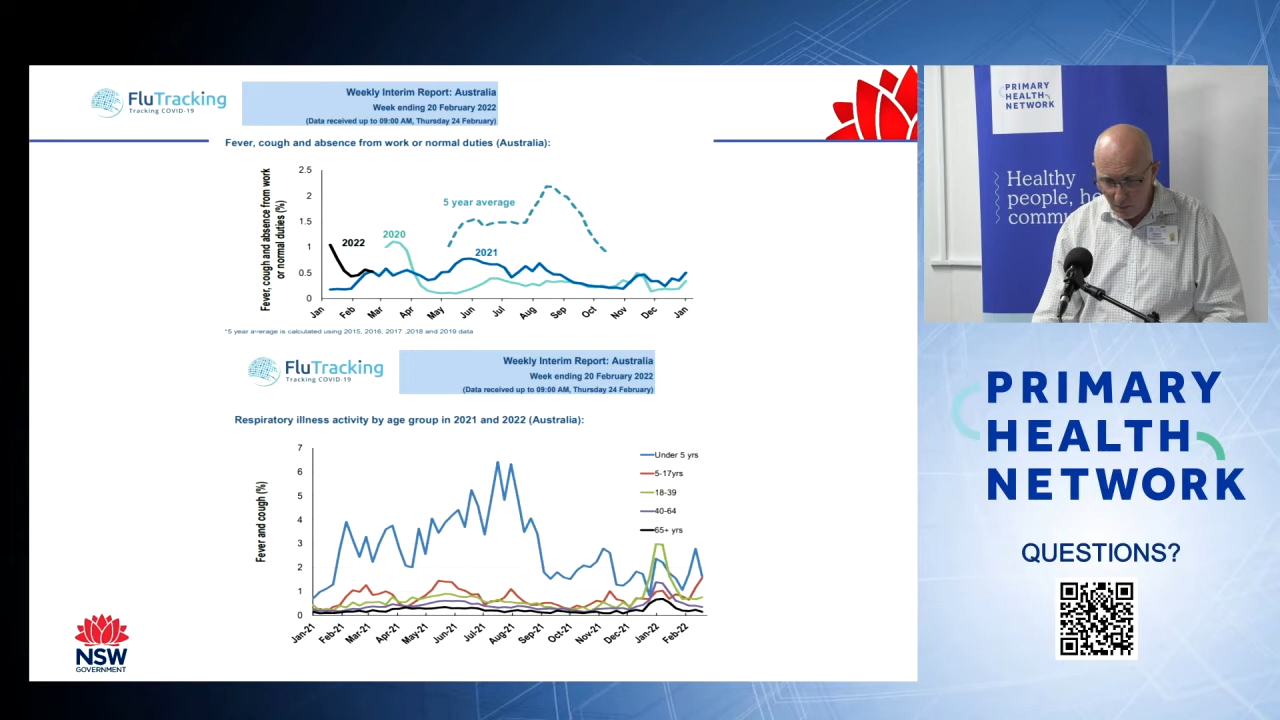 FluTracking
Tracking COVID-19
Weekly Interim Report: Australia
Week ending 20 February 2022
(Data received up to 09:00 AM, Thursday 24 February)
Fever, cough and absence from work or normal duties (Australia):
Fever, cough and absence from work
or normal duties (%)
2.5
2
1.5
1
0.5
0
5 year average
2022
2020
2021
Jan
Feb
Mar
Apr
May
Jun
Jul
Aug
Sep
Oct
Nov
Dec
Jan
*5 year average is calculated using 2015, 2016, 2017 ,2018 and 2019 data
FluTracking
Tracking COVID-19
Weekly Interim Report: Australia
Week ending 20 February 2022
(Data received up to 09:00 AM, Thursday 24 February)
Respiratory illness activity by age group in 2021 and 2022 (Australia):
Fever and cough (%)
7
6
5
4
3
2
1
0
Under 5 yrs
5-17yrs
18-39
40-64
65+ yrs
Jan-21
Feb-21
Mar-21
Apr-21
May-21
Jun-21
Jul-21
Aug-21
Sep-21
Oct-21
Nov-21
Dec-21
Jan-22
Feb-22
NSW
GOVERNMENT
PRIMARY
HEALTH
NETWORK
Healthy
people, he
commu
PRIMARY
HEALTH
NETWORK
QUESTIONS?